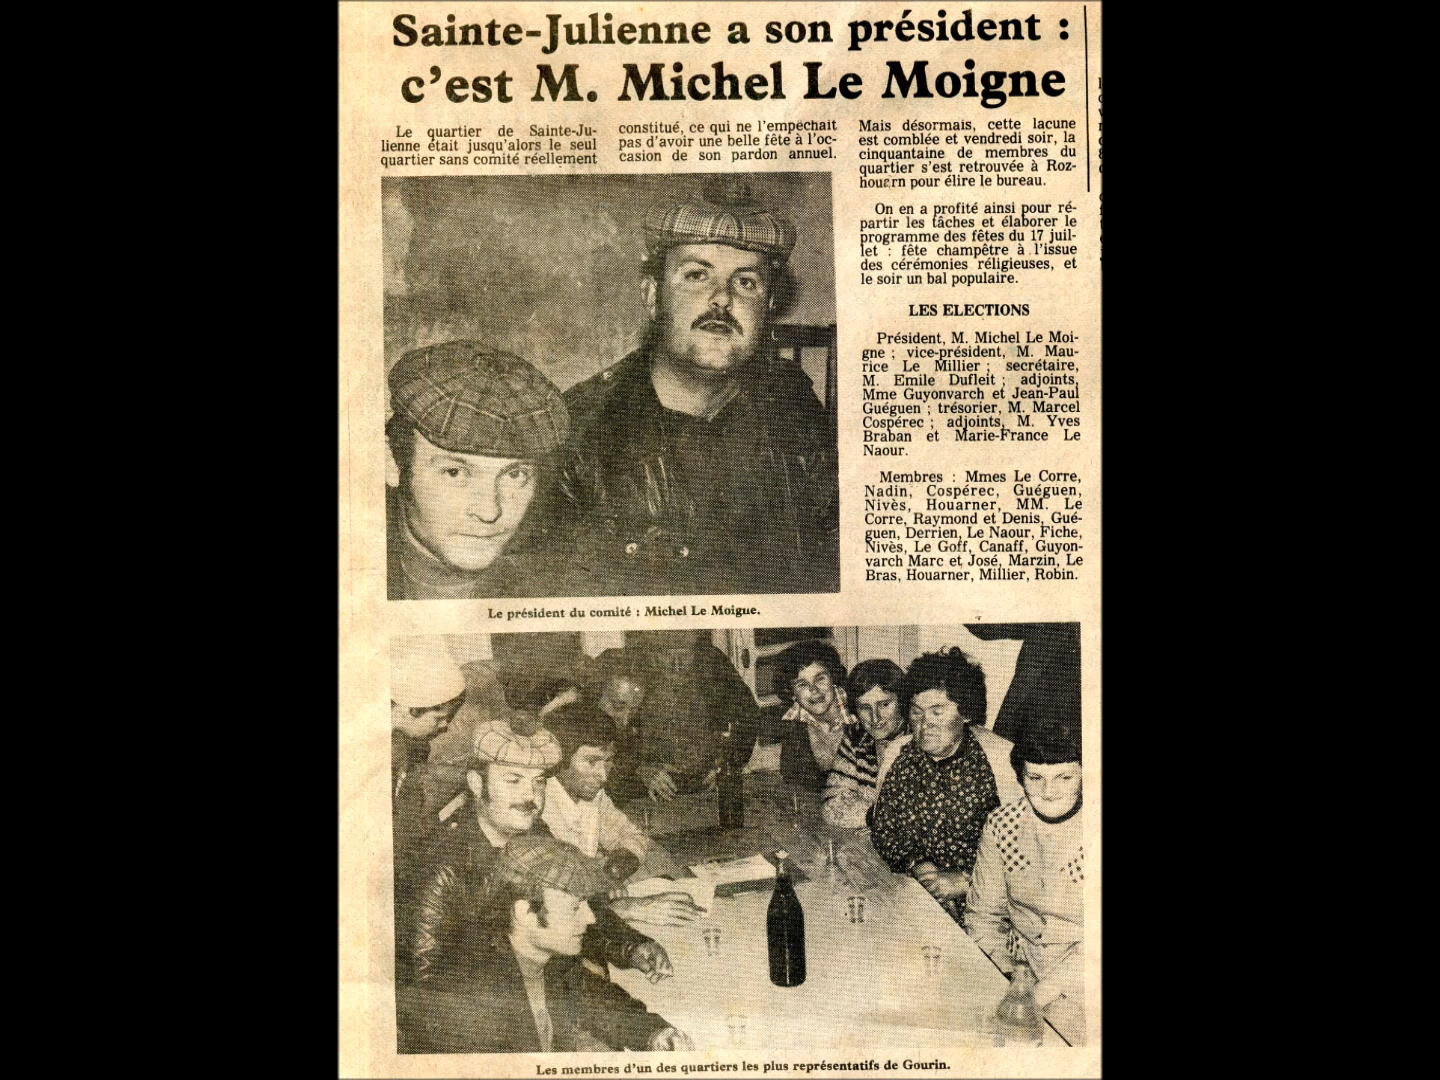 Sainte-Julienne a son président :
c'est M. Michel Le Moigne
Le quartier de Sainte-Ju-
lienne était jusqu'alors le seul
quartier sans comité réellement
constitué, ce qui ne l'empêchait
pas d'avoir une belle fête à l'oc-
casion de son pardon annuel.
Mais désormais, cette lacune
est comblée et vendredi soir, la
cinquantaine de membres du
quartier s'est retrouvée à Roz-
houarn pour élire le bureau.
On en a profité ainsi pour ré-
partir les tâches et élaborer le
programme des fêtes du 17 juil-
let : fête champêtre à l'issue
des cérémonies réligieuses, et
le soir un bal populaire.
LES ELECTIONS
Président, M. Michel Le Moi-
gne ; vice-président, M. Mau-
rice Le Millier ; secrétaire,
M. Emile Dufleit ; adjoints,
Mme Guyonvarch et Jean-Paul
Guéguen ; trésorier, M. Marcel
Cospérec ; adjoints, M. Yves
Braban et Marie-France Le
Naour.
Membres : Mmes Le Corre,
Nadin, Cospérec, Guéguen,
Nivès, Houarner, MM. Le
Corre, Raymond et Denis, Gué-
guen, Derrien, Le Naour, Fiche,
Nivès, Le Goff, Canaff, Guyon-
varch Marc et José, Marzin, Le
Bras, Houarner, Millier, Robin.
Le président du comité : Michel Le Moigne.
Les membres d'un des quartiers les plus représentatifs de Gourin.